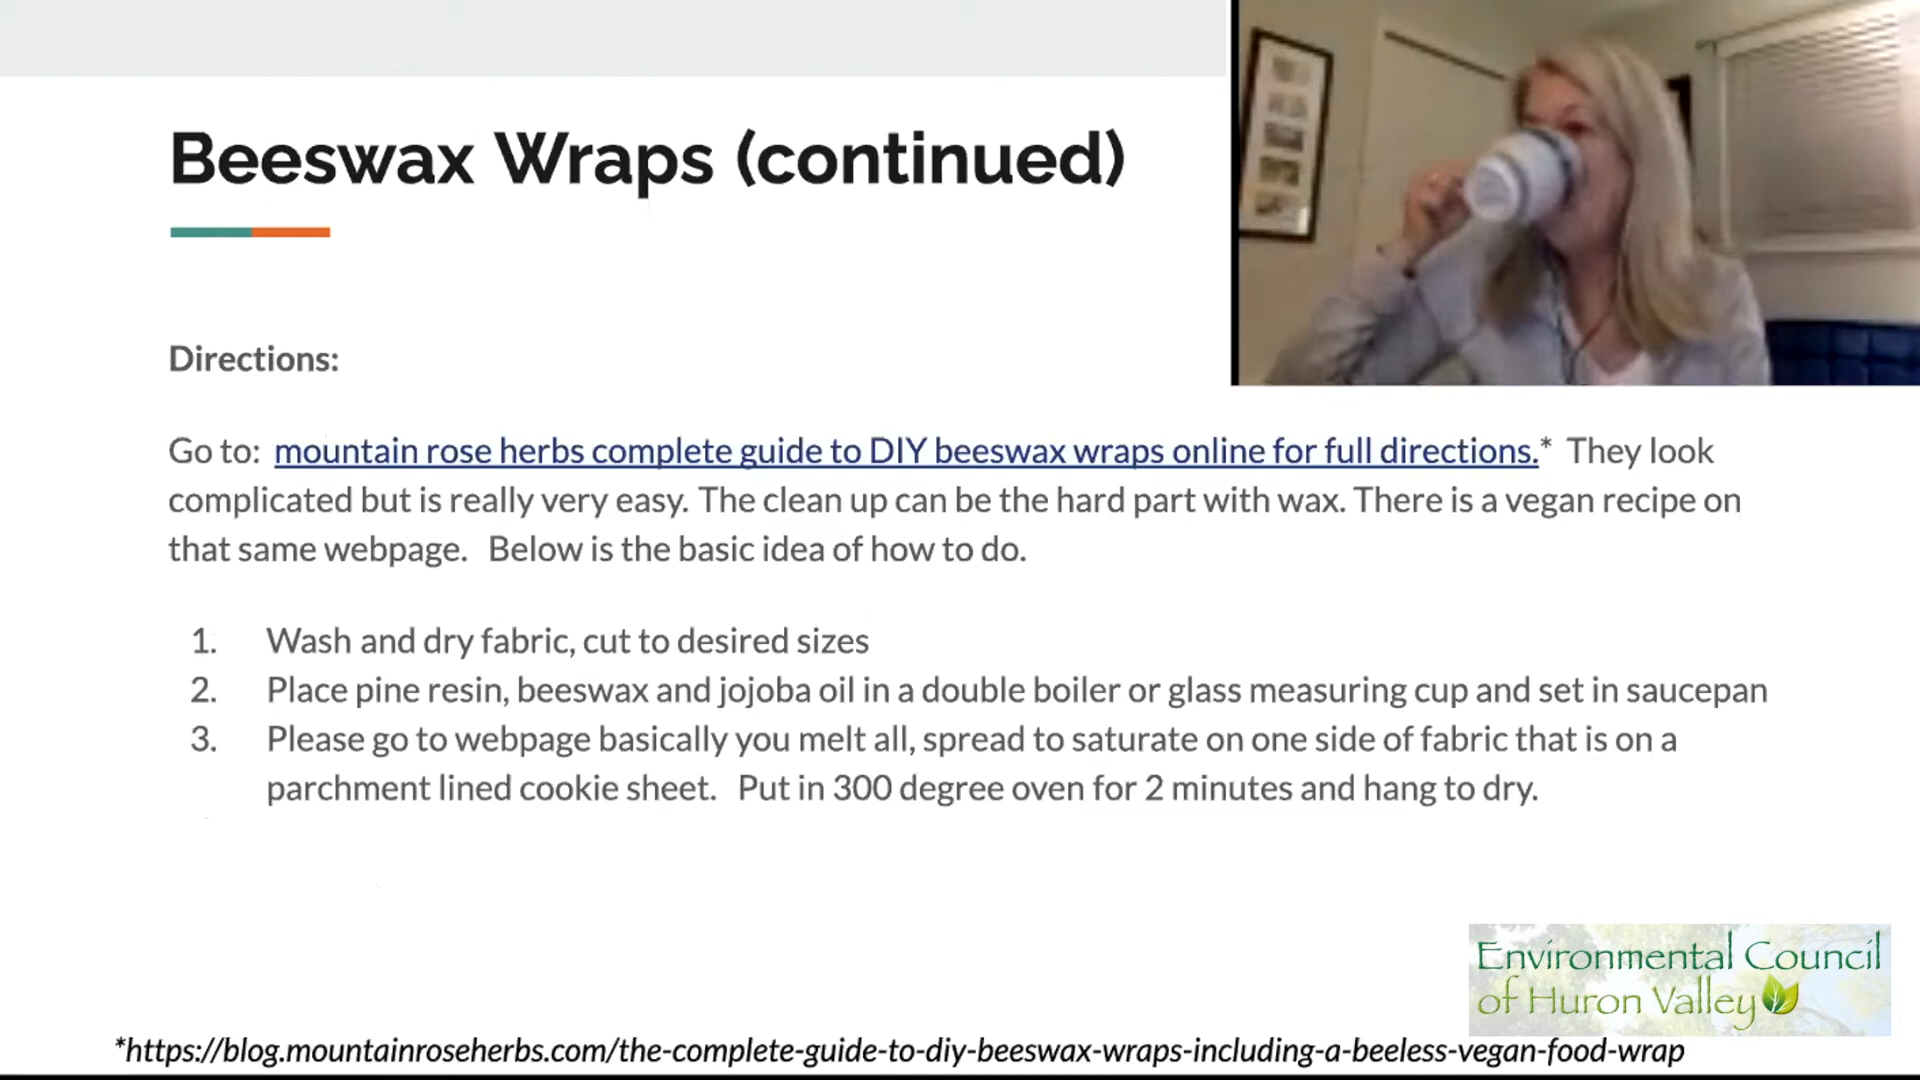 Beeswax Wraps (continued)
Directions:
Go to: mountain rose herbs complete guide to DIY beeswax wraps online for full directions.* They look
complicated but is really very easy. The clean up can be the hard part with wax. There is a vegan recipe on
that same webpage. Below is the basic idea of how to do.
1. Wash and dry fabric, cut to desired sizes
2. Place pine resin, beeswax and jojoba oil in a double boiler or glass measuring cup and set in saucepan
3. Please go to webpage basically you melt all, spread to saturate on one side of fabric that is on a
parchment lined cookie sheet. Put in 300 degree oven for 2 minutes and hang to dry.
Environmental Council
of Huron Valley
*https://blog.mountainroseherbs.com/the-complete-guide-to-diy-beeswax-wraps-including-a-beeless-vegan-food-wrap